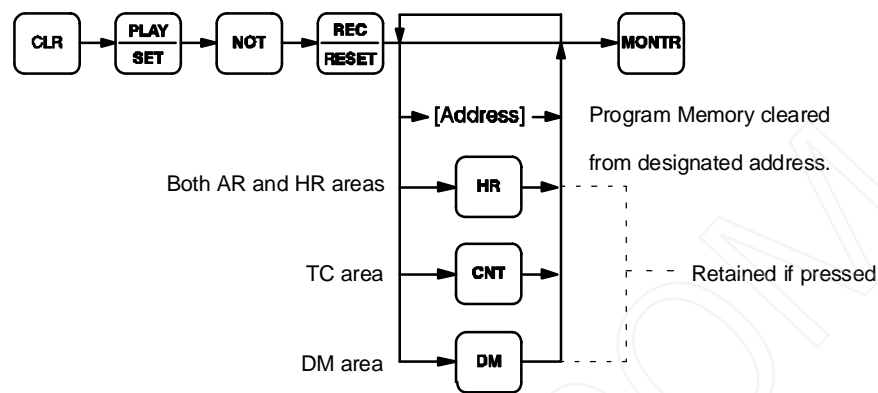 CLR
PLAY
SET
NOT
REC
RESET
MONTR
[Address]
Program Memory cleared
from designated address.
Both AR and HR areas
HR
TC area
CNT
Retained if pressed
DM area
DM